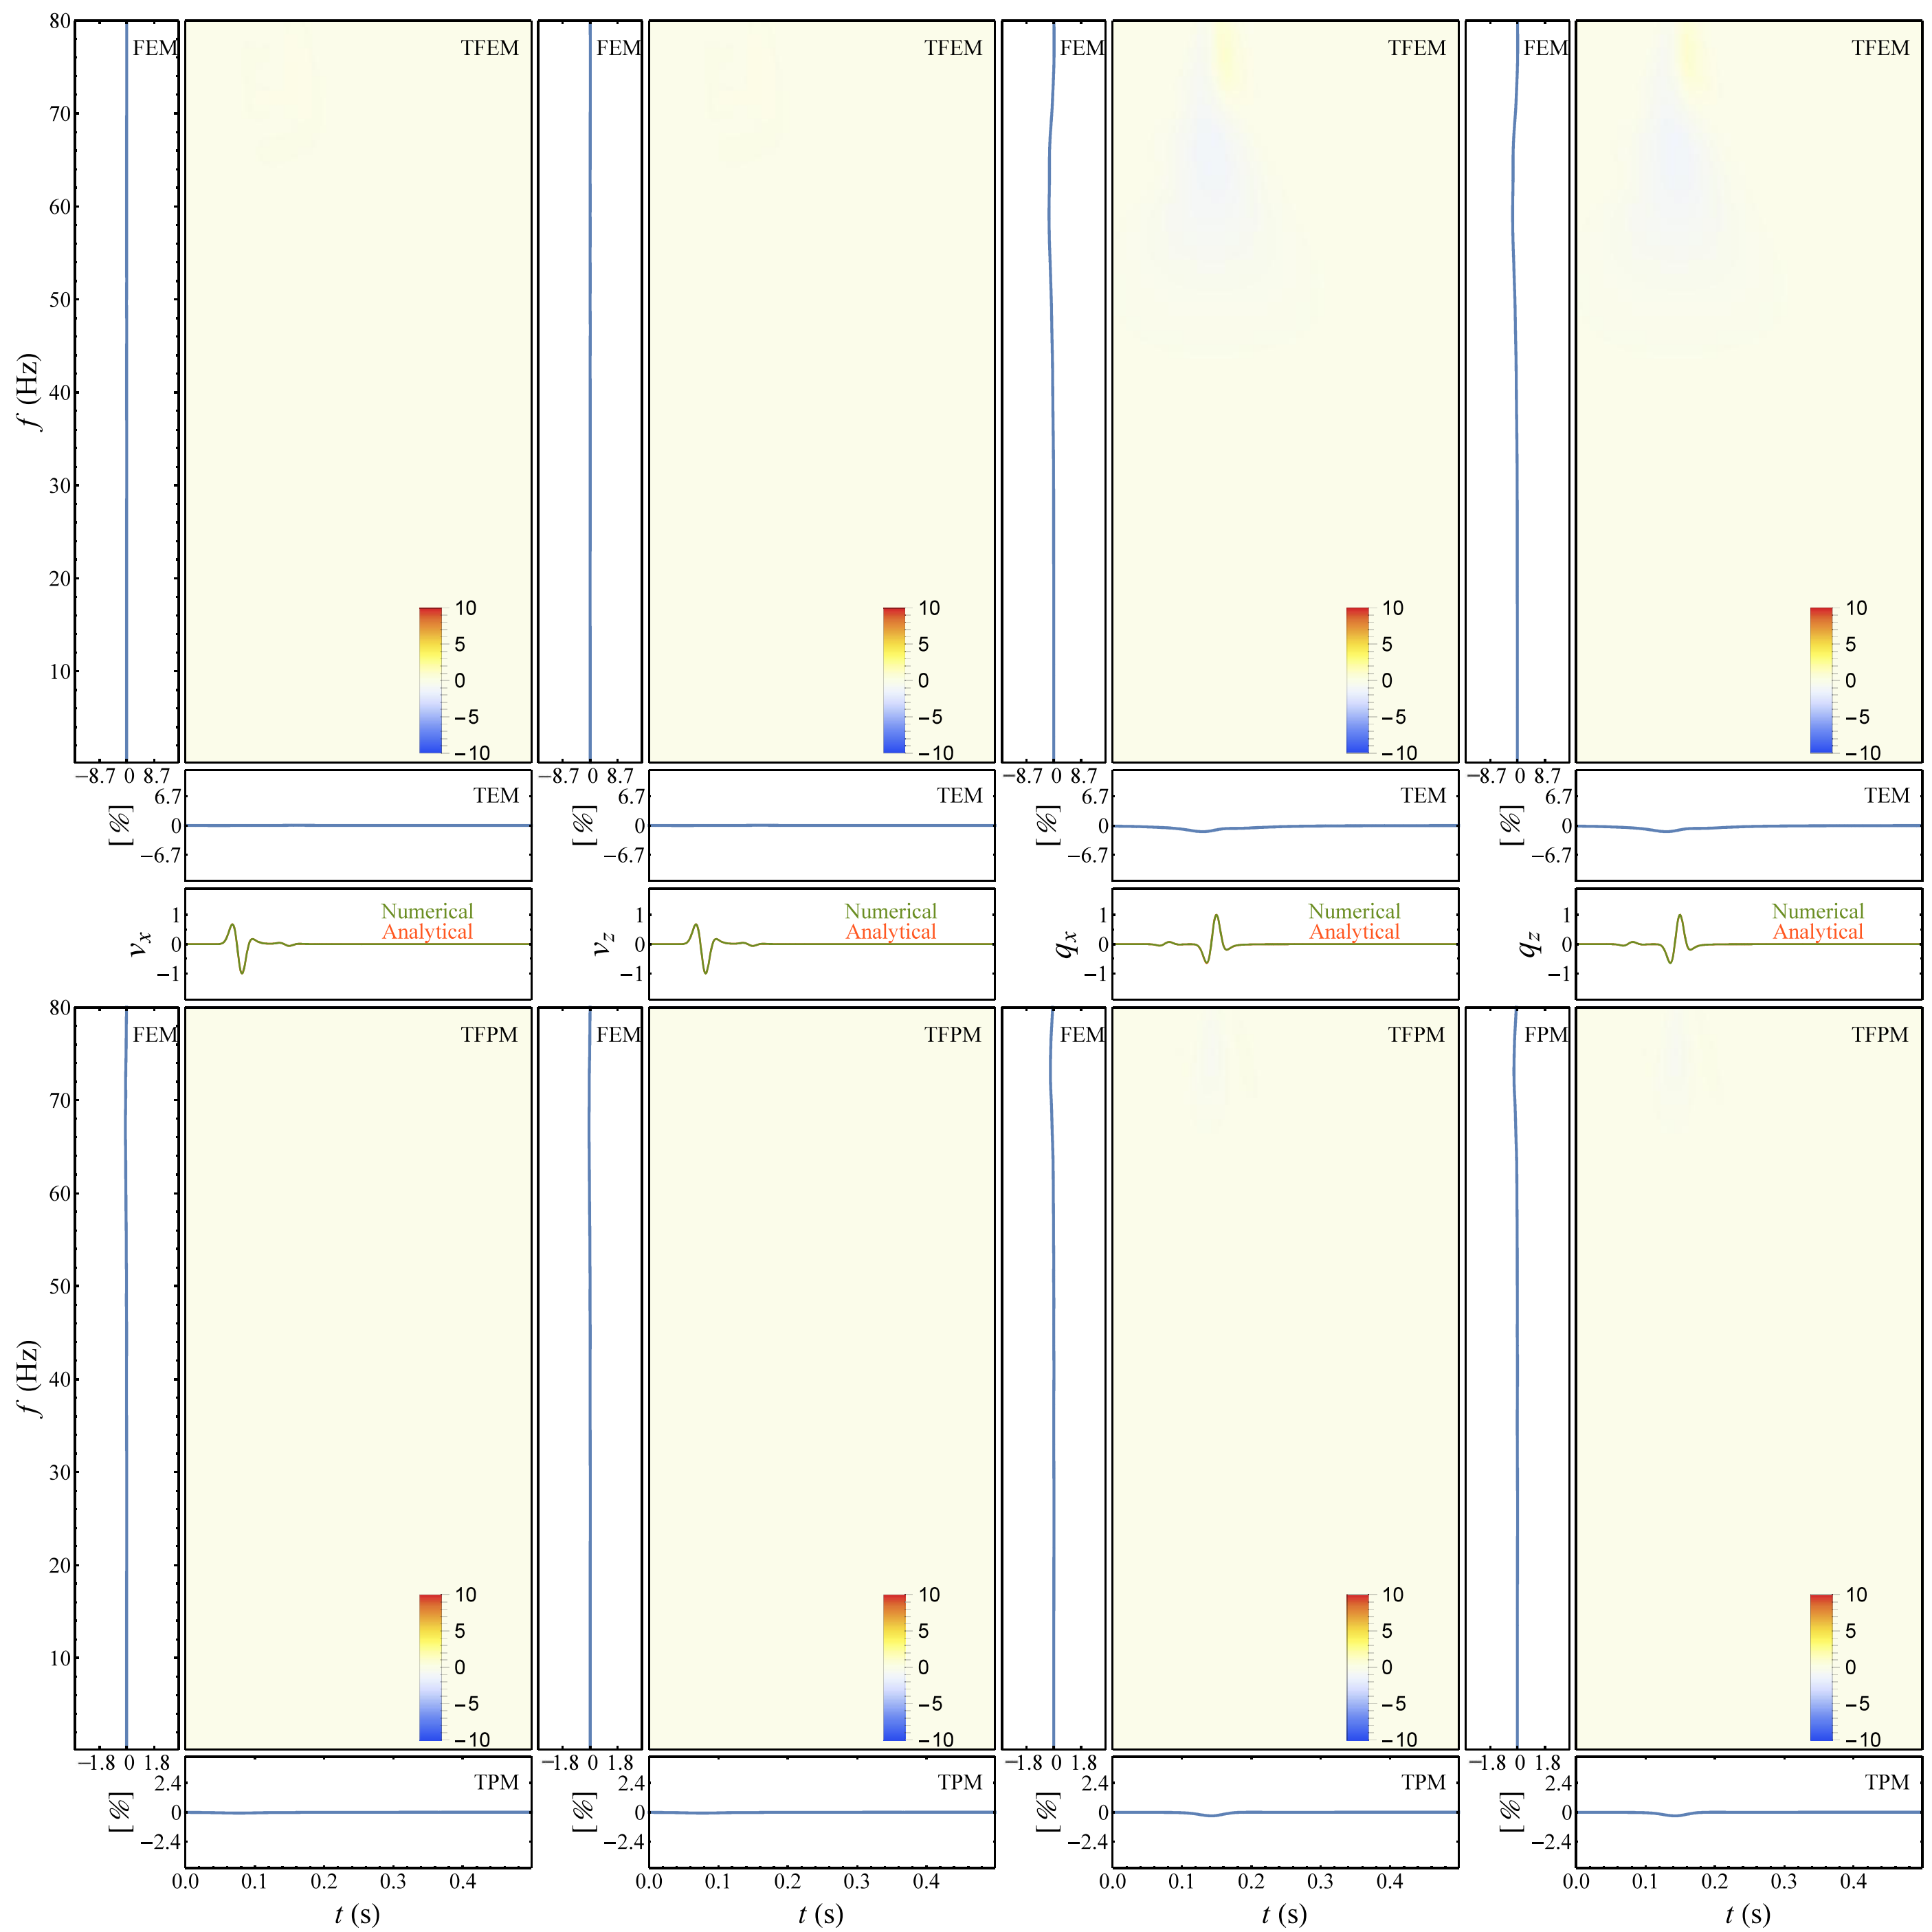 80 FEM TFEM FEM TFEM FEM TFEM FEM TFEM
70
60
50
f (Hz)
40
30
20
10 10 10 10
5 5 5 5
10
0 0 0 0
−5 −5 −5 −5
−10 −10 −10 −10
−8.7 0 8.7 −8.7 0 8.7 −8.7 0 8.7 −8.7 0 8.7
[%] 6.7 TEM [%] 6.7 TEM [%] 6.7 TEM [%] 6.7 TEM
0 0 0 0
−6.7 −6.7 −6.7 −6.7
1 Numerical 1 Numerical 1 Numerical 1 Numerical
vx 0 Analytical vz 0 Analytical qx 0 Analytical qz 0 Analytical
−1 −1 −1 −1
80 FEM TFPM FEM TFPM FEM TFPM FPM TFPM
70
60
50
f (Hz)
40
30
20
10 10 10 10
5 5 5 5
10
0 0 0 0
−5 −5 −5 −5
−10 −10 −10 −10
−1.8 0 1.8 −1.8 0 1.8 −1.8 0 1.8 −1.8 0 1.8
[%] 2.4 TPM [%] 2.4 TPM [%] 2.4 TPM [%] 2.4 TPM
0 0 0 0
−2.4 −2.4 −2.4 −2.4
0.0 0.1 0.2 0.3 0.4 0.0 0.1 0.2 0.3 0.4 0.0 0.1 0.2 0.3 0.4 0.0 0.1 0.2 0.3 0.4
t (s) t (s) t (s) t (s)